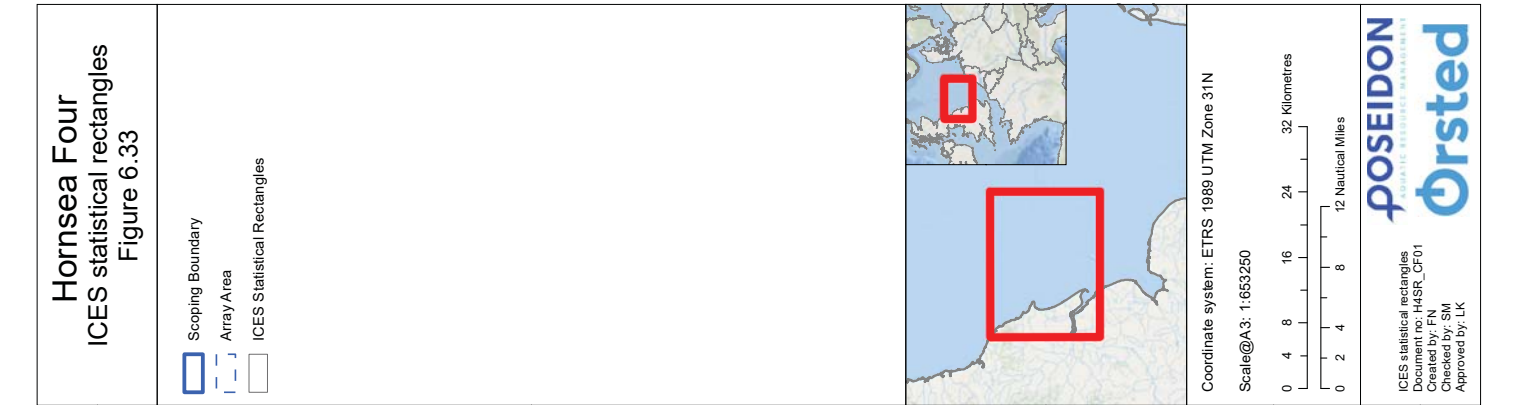 Hornsea Four
ICES statistical rectangles
Figure 6.33
Scoping Boundary
Array Area
ICES Statistical Rectangles
Coordinate system: ETRS 1989 UTM Zone 31N
Scale@A3: 1:653250
0 4 8 16 24 32 Kilometres
0 2 4 8 12 Nautical Miles
ICES statistical rectangles
Document no: H4SR_CF01
Created by: FN
Checked by: SM
Approved by: LK
POSEIDON
AQUATIC RESOURCE MANAGEMENT
Orsted